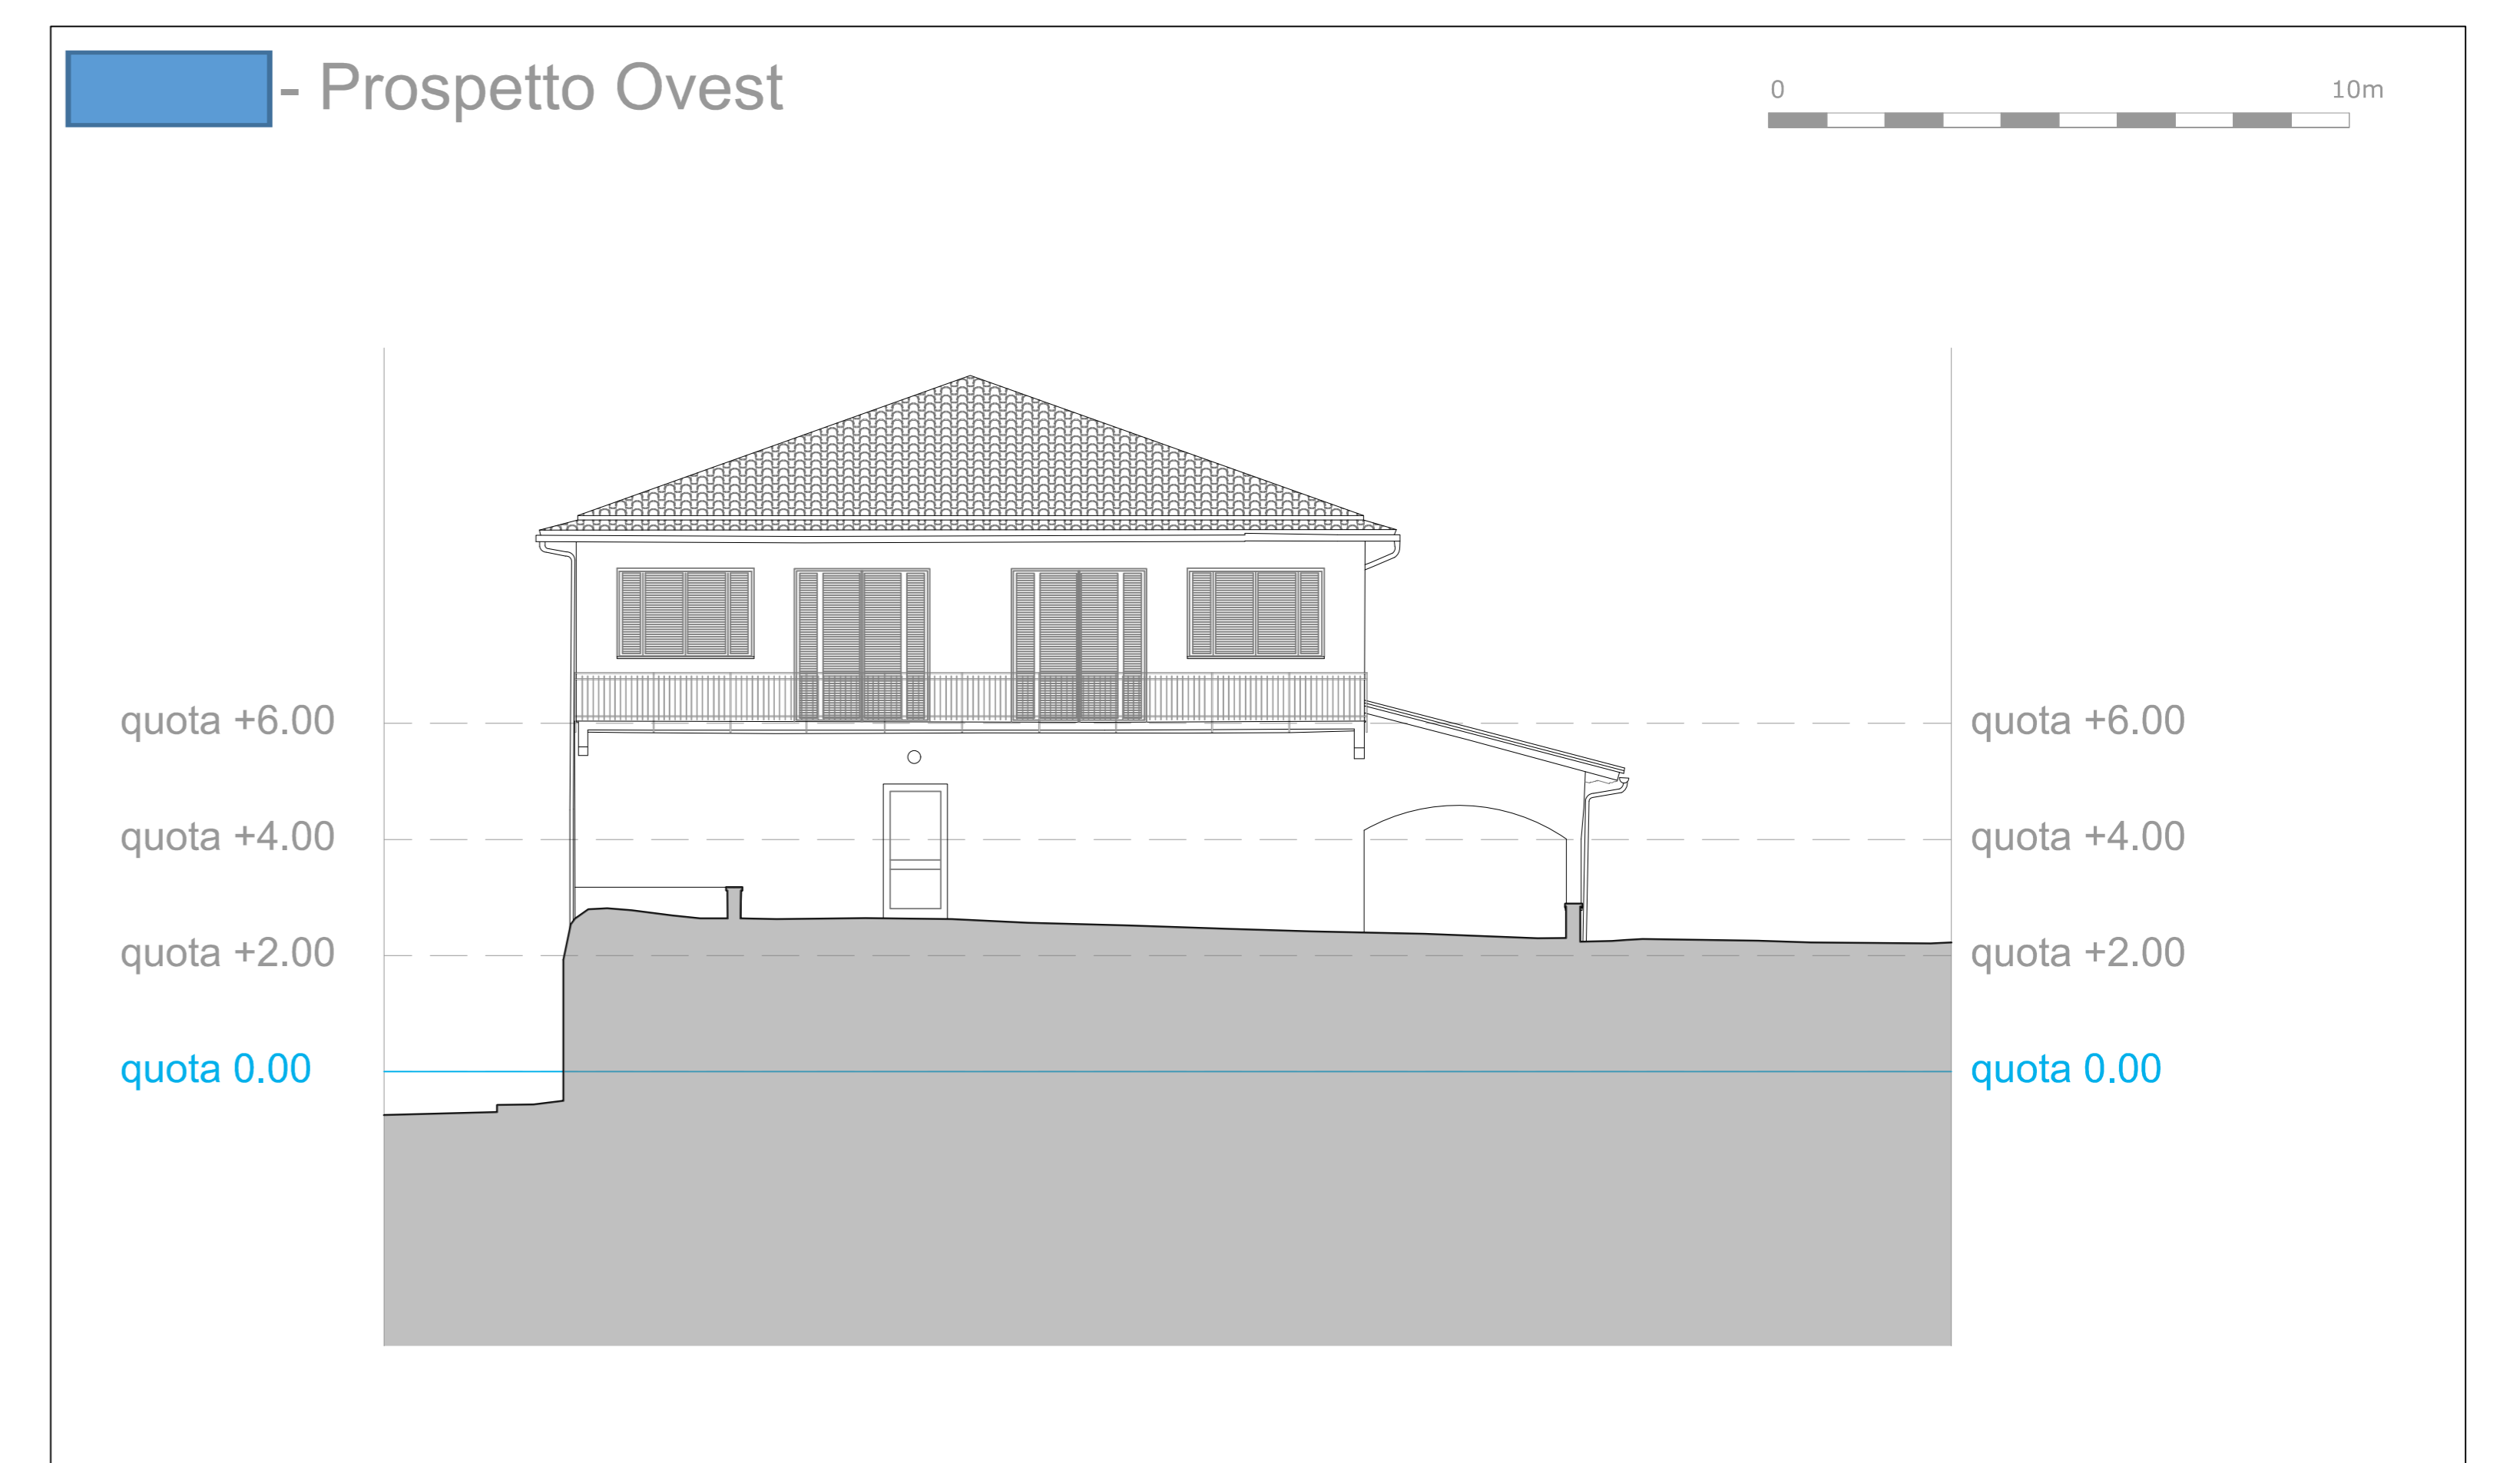 - Prospetto Ovest
0 10m
quota +6.00 quota +6.00
quota +4.00 quota +4.00
quota +2.00 quota +2.00
quota 0.00 quota 0.00